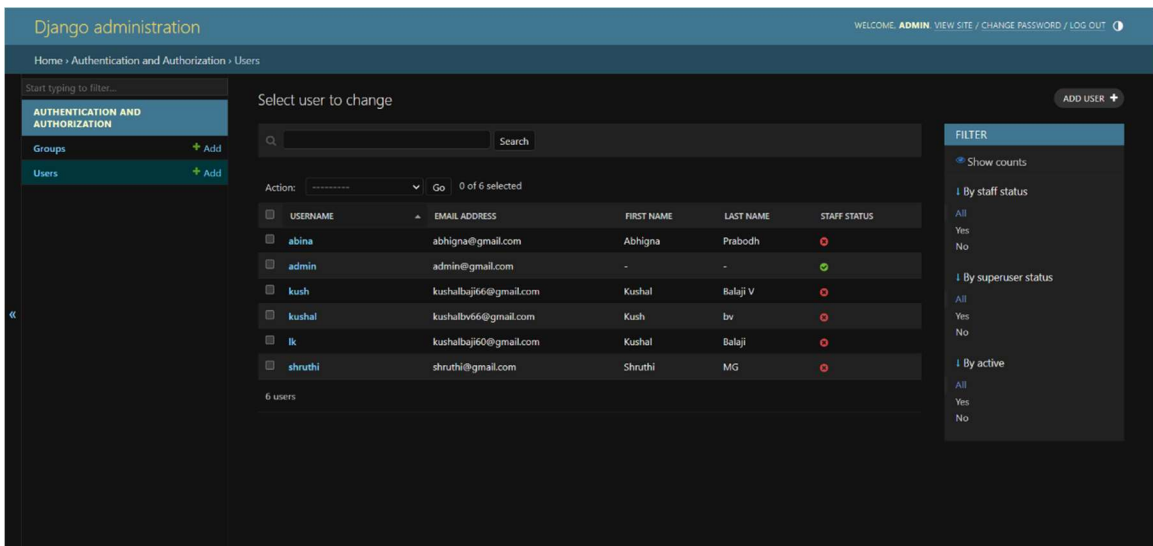 Django administration
WELCOME, ADMIN. VIEW SITE / CHANGE PASSWORD / LOG OUT
Home › Authentication and Authorization › Users
Start typing to filter...
AUTHENTICATION AND
AUTHORIZATION
Groups + Add
Users + Add
«
Select user to change
ADD USER +
Search
Action: --------- Go 0 of 6 selected
USERNAME EMAIL ADDRESS FIRST NAME LAST NAME STAFF STATUS
abina abhigna@gmail.com Abhigna Prabodh
admin admin@gmail.com - -
kush kushalbaji66@gmail.com Kushal Balaji V
kushal kushalbv66@gmail.com Kush bv
lk kushalbaji60@gmail.com Kushal Balaji
shruthi shruthi@gmail.com Shruthi MG
6 users
FILTER
Show counts
↓ By staff status
All
Yes
No
↓ By superuser status
All
Yes
No
↓ By active
All
Yes
No